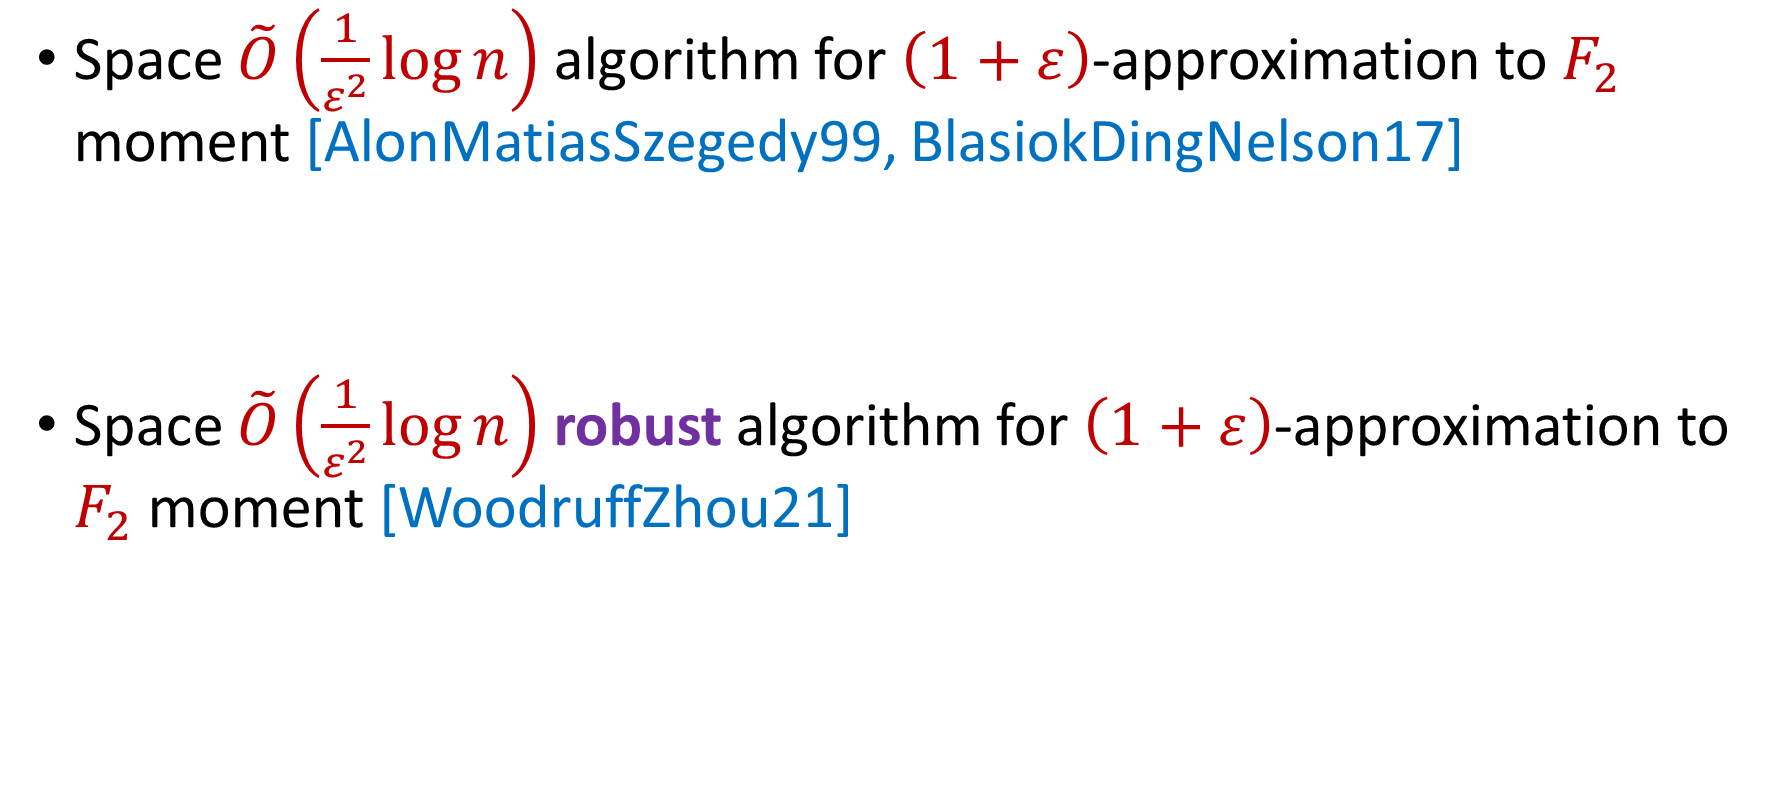 • Space Õ(1/ε² log n) algorithm for (1 + ε)-approximation to F₂
moment [AlonMatiasSzegedy99, BlasiokDingNelson17]
• Space Õ(1/ε² log n) robust algorithm for (1 + ε)-approximation to
F₂ moment [WoodruffZhou21]